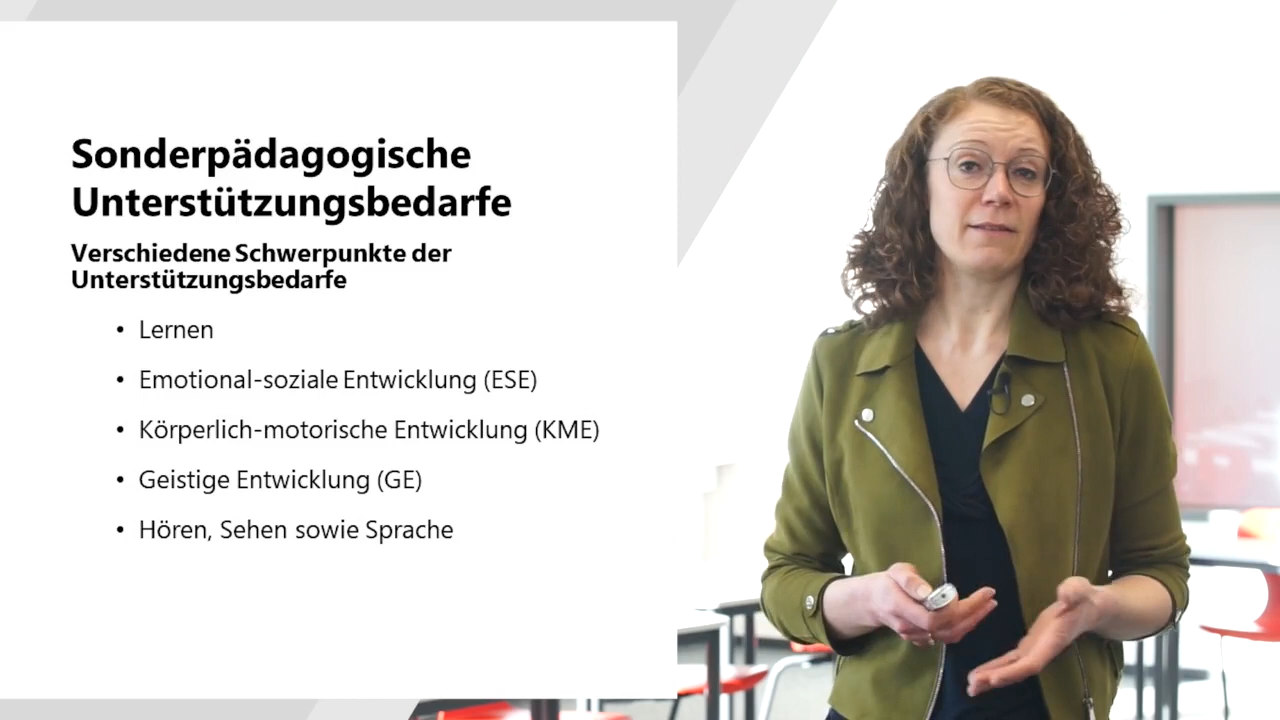 Sonderpädagogische
Unterstützungsbedarfe
Verschiedene Schwerpunkte der
Unterstützungsbedarfe
• Lernen
• Emotional-soziale Entwicklung (ESE)
• Körperlich-motorische Entwicklung (KME)
• Geistige Entwicklung (GE)
• Hören, Sehen sowie Sprache